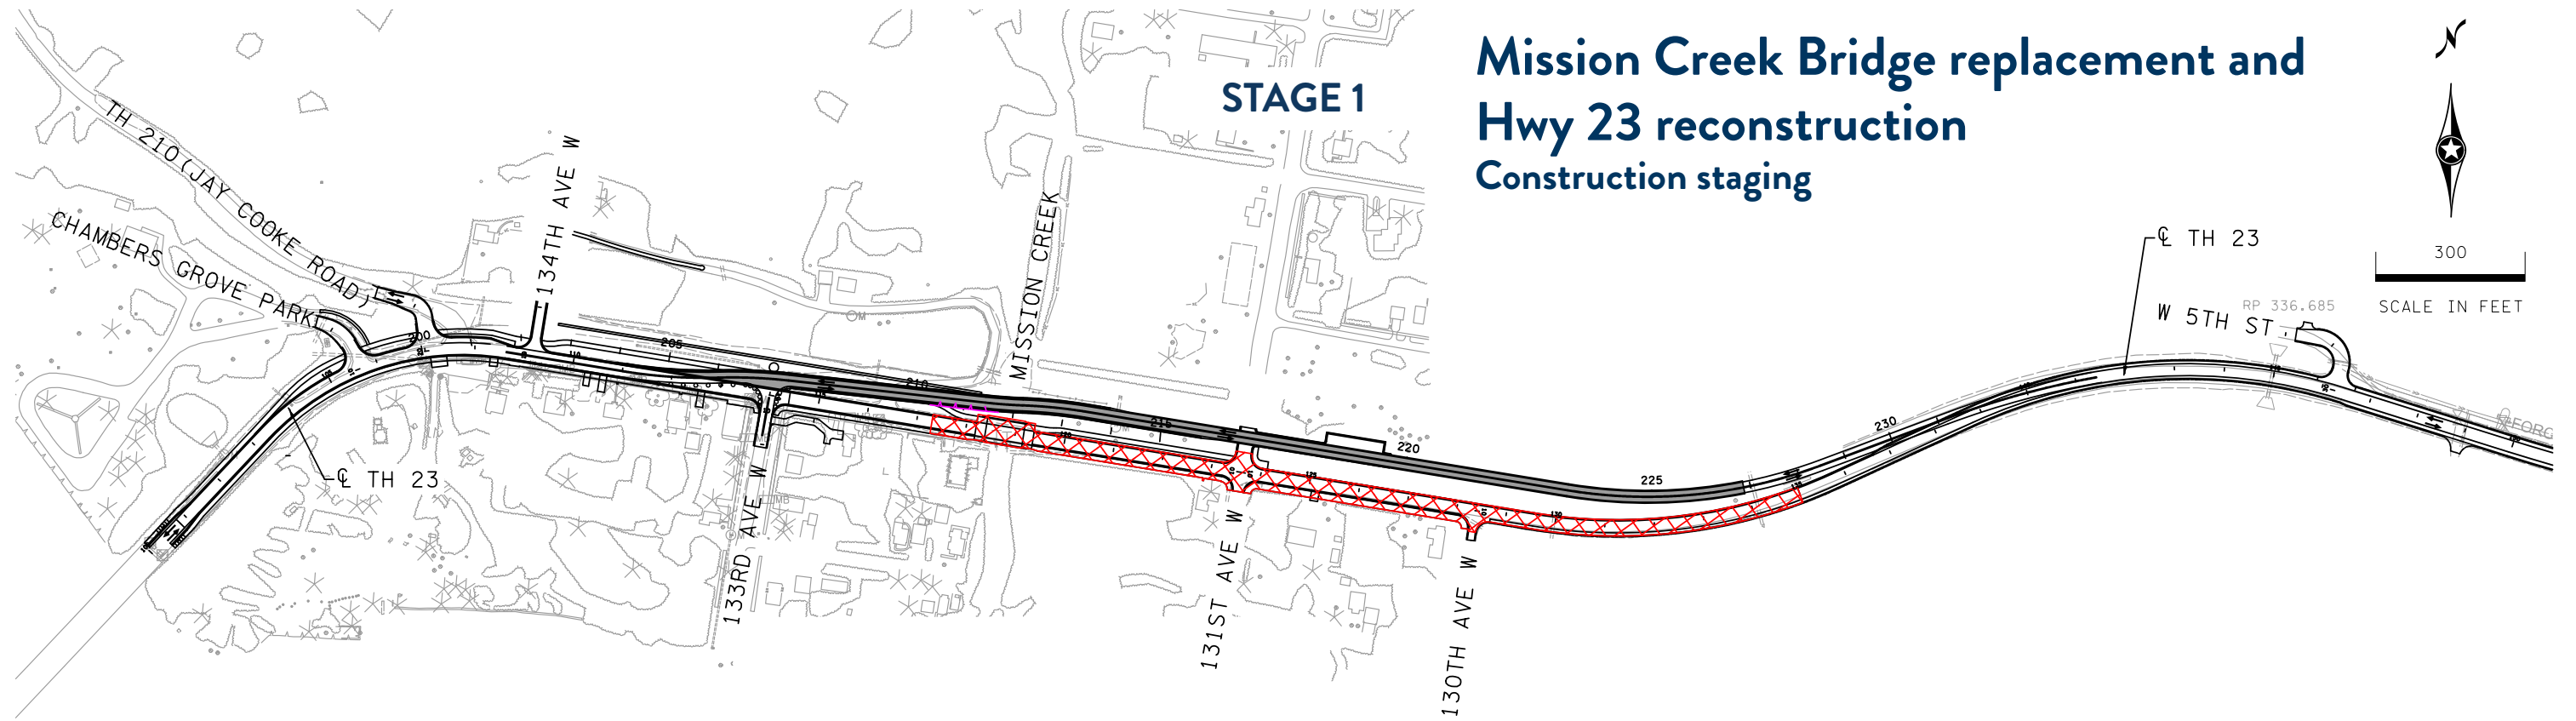 Mission Creek Bridge replacement and
Hwy 23 reconstruction
Construction staging
STAGE 1
N
300
SCALE IN FEET
TH 210 (JAY COOKE ROAD)
CHAMBERS GROVE PARK
134TH AVE W
MISSION CREEK
℄ TH 23
W 5TH ST
RP 336.685
200
205
210
215
220
225
230
℄ TH 23
133RD AVE W
131ST AVE W
130TH AVE W